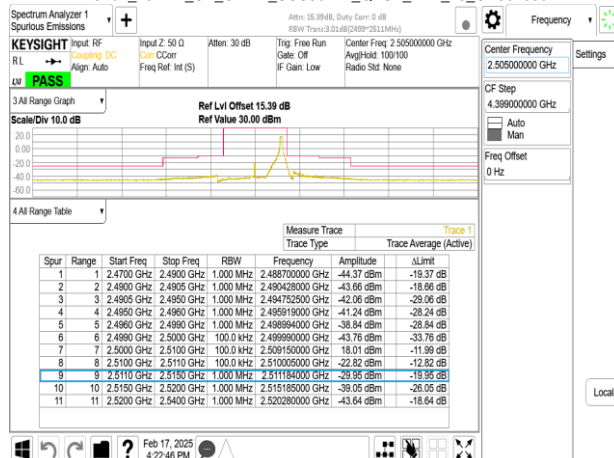 Spectrum Analyzer 1
Spurious Emissions
Attn: 15.39dB, Duty Corr: 0 dB
RBW Trans:3.01dB(2499~2511MHz)
Frequency
KEYSIGHT
RL
PASS
Input: RF
Coupling: DC
Align: Auto
Input Z: 50 Ω
Corr CCorr
Freq Ref: Int (S)
Atten: 30 dB
Trig: Free Run
Gate: Off
IF Gain: Low
Center Freq: 2.505000000 GHz
Avg|Hold: 100/100
Radio Std: None
Center Frequency
2.505000000 GHz
Settings
CF Step
4.399000000 GHz
Auto
Man
Freq Offset
0 Hz
3 All Range Graph
Scale/Div 10.0 dB
Ref Lvl Offset 15.39 dB
Ref Value 30.00 dBm
20.0
0.00
-20.0
-40.0
-60.0
4 All Range Table
Measure Trace Trace 1
Trace Type Trace Average (Active)
Spur Range Start Freq Stop Freq RBW Frequency Amplitude ΔLimit
1 1 2.4700 GHz 2.4900 GHz 1.000 MHz 2.488700000 GHz -44.37 dBm -19.37 dB
2 2 2.4900 GHz 2.4905 GHz 1.000 MHz 2.490428000 GHz -43.66 dBm -18.66 dB
3 3 2.4905 GHz 2.4950 GHz 1.000 MHz 2.494752500 GHz -42.06 dBm -29.06 dB
4 4 2.4950 GHz 2.4960 GHz 1.000 MHz 2.495919000 GHz -41.24 dBm -28.24 dB
5 5 2.4960 GHz 2.4990 GHz 1.000 MHz 2.498994000 GHz -38.84 dBm -28.84 dB
6 6 2.4990 GHz 2.5000 GHz 100.0 kHz 2.499990000 GHz -43.76 dBm -33.76 dB
7 7 2.5000 GHz 2.5100 GHz 100.0 kHz 2.509150000 GHz 18.01 dBm -11.99 dB
8 8 2.5100 GHz 2.5110 GHz 100.0 kHz 2.510005000 GHz -22.82 dBm -12.82 dB
9 9 2.5110 GHz 2.5150 GHz 1.000 MHz 2.511184000 GHz -29.95 dBm -19.95 dB
10 10 2.5150 GHz 2.5200 GHz 1.000 MHz 2.515185000 GHz -39.05 dBm -26.05 dB
11 11 2.5200 GHz 2.5400 GHz 1.000 MHz 2.520280000 GHz -43.64 dBm -18.64 dB
Local
Feb 17, 2025
4:22:46 PM